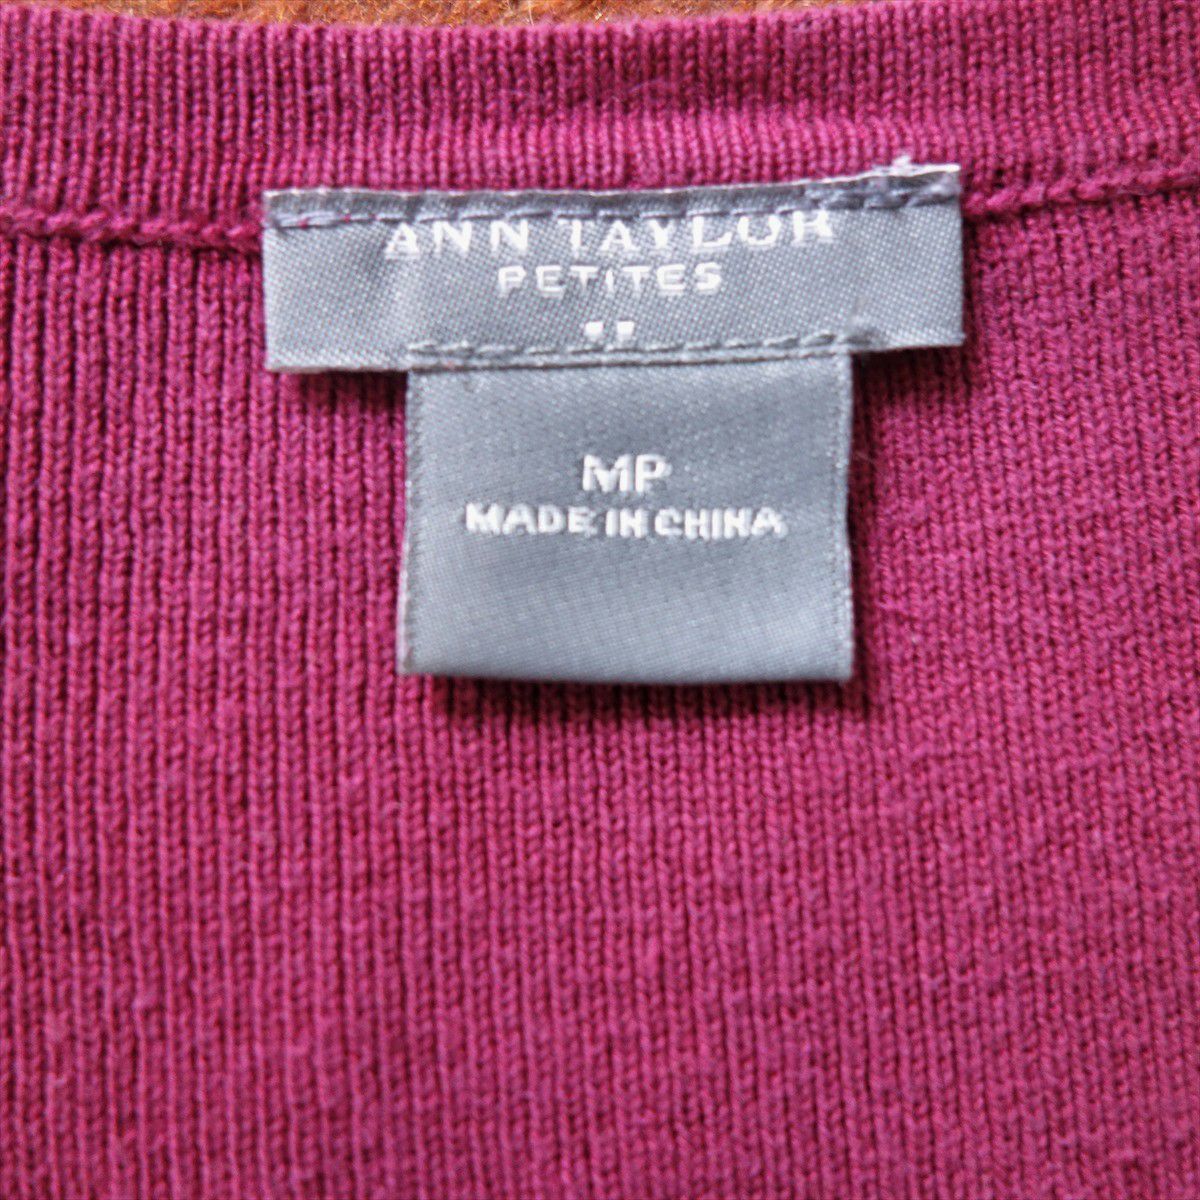 ANN TAYLOR
PETITES
MP
MADE IN CHINA